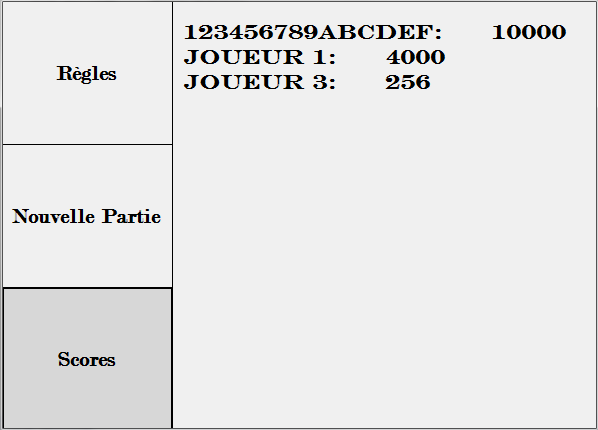 Règles
Nouvelle Partie
Scores
123456789ABCDEF: 10000
JOUEUR 1: 4000
JOUEUR 3: 256